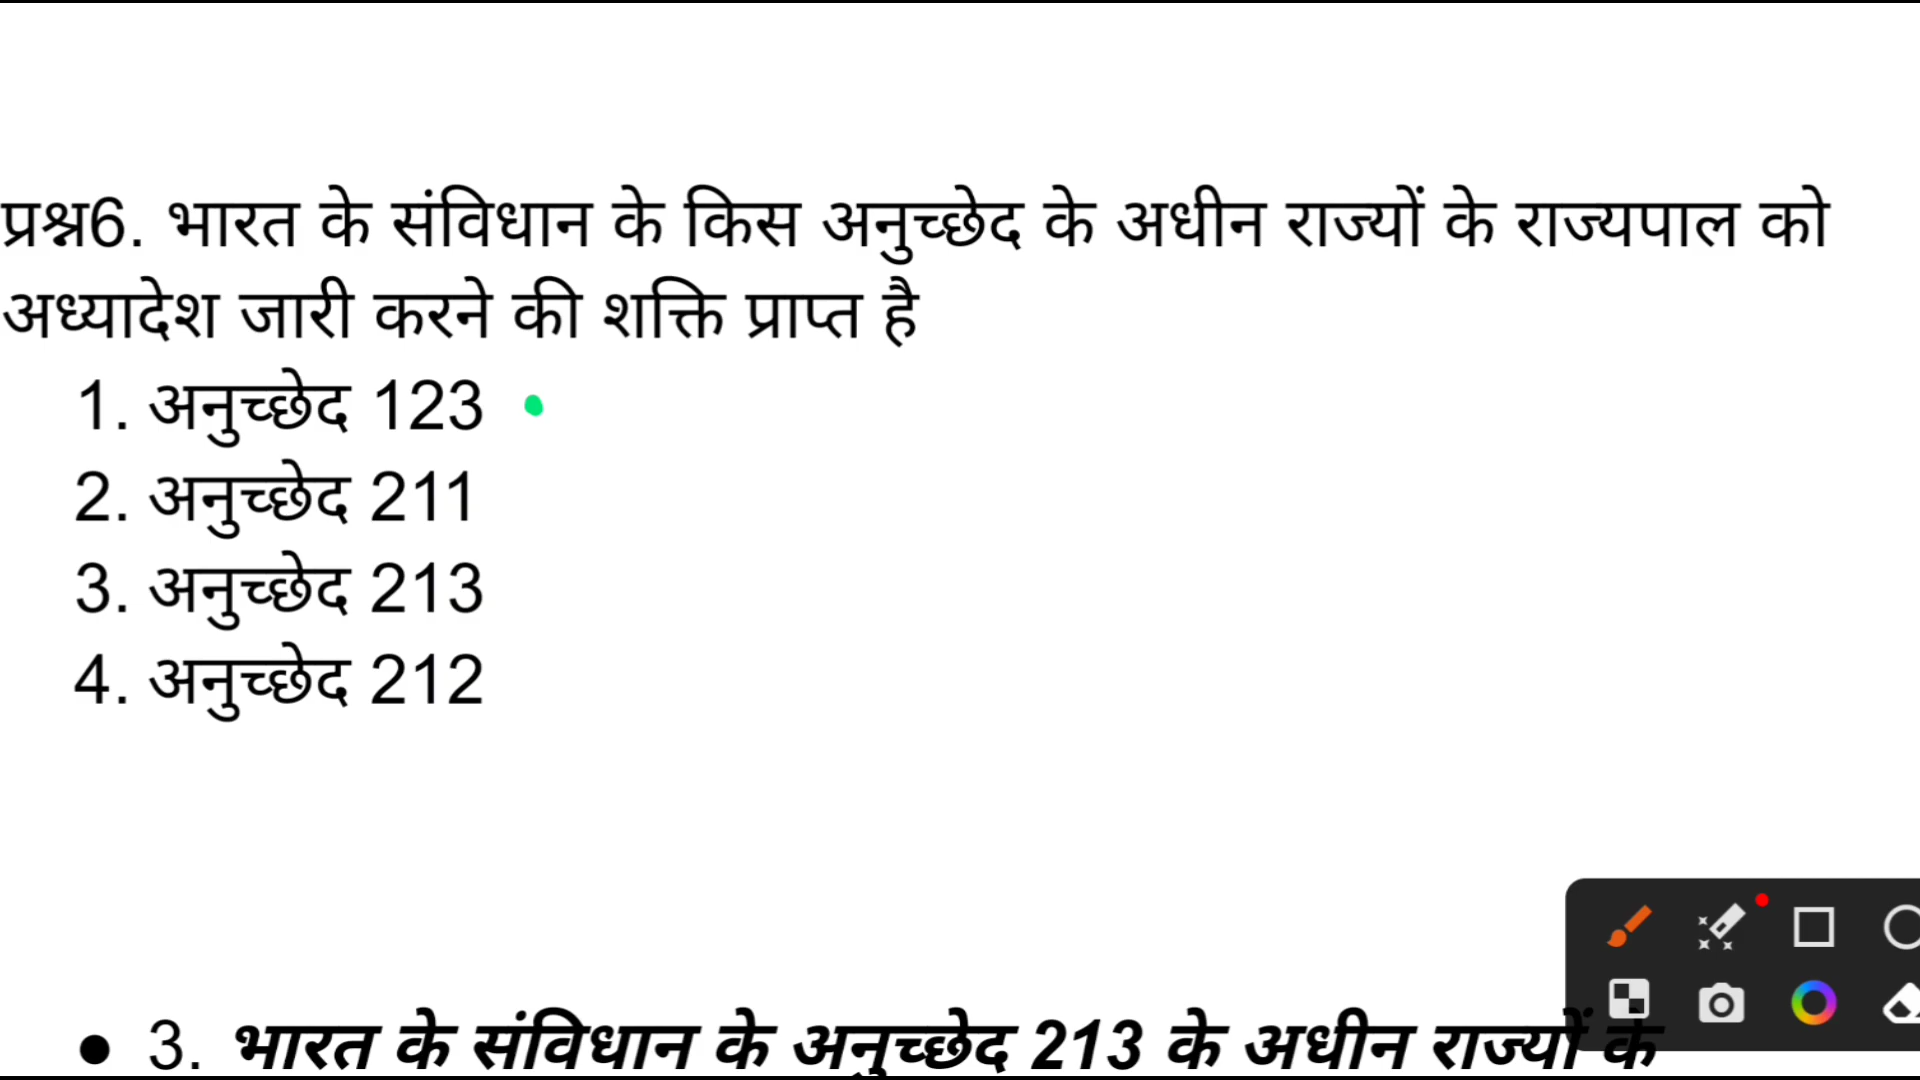 प्रश्न6. भारत के संविधान के किस अनुच्छेद के अधीन राज्यों के राज्यपाल को
अध्यादेश जारी करने की शक्ति प्राप्त है
1. अनुच्छेद 123
2. अनुच्छेद 211
3. अनुच्छेद 213
4. अनुच्छेद 212
● 3. भारत के संविधान के अनुच्छेद 213 के अधीन राज्यों के